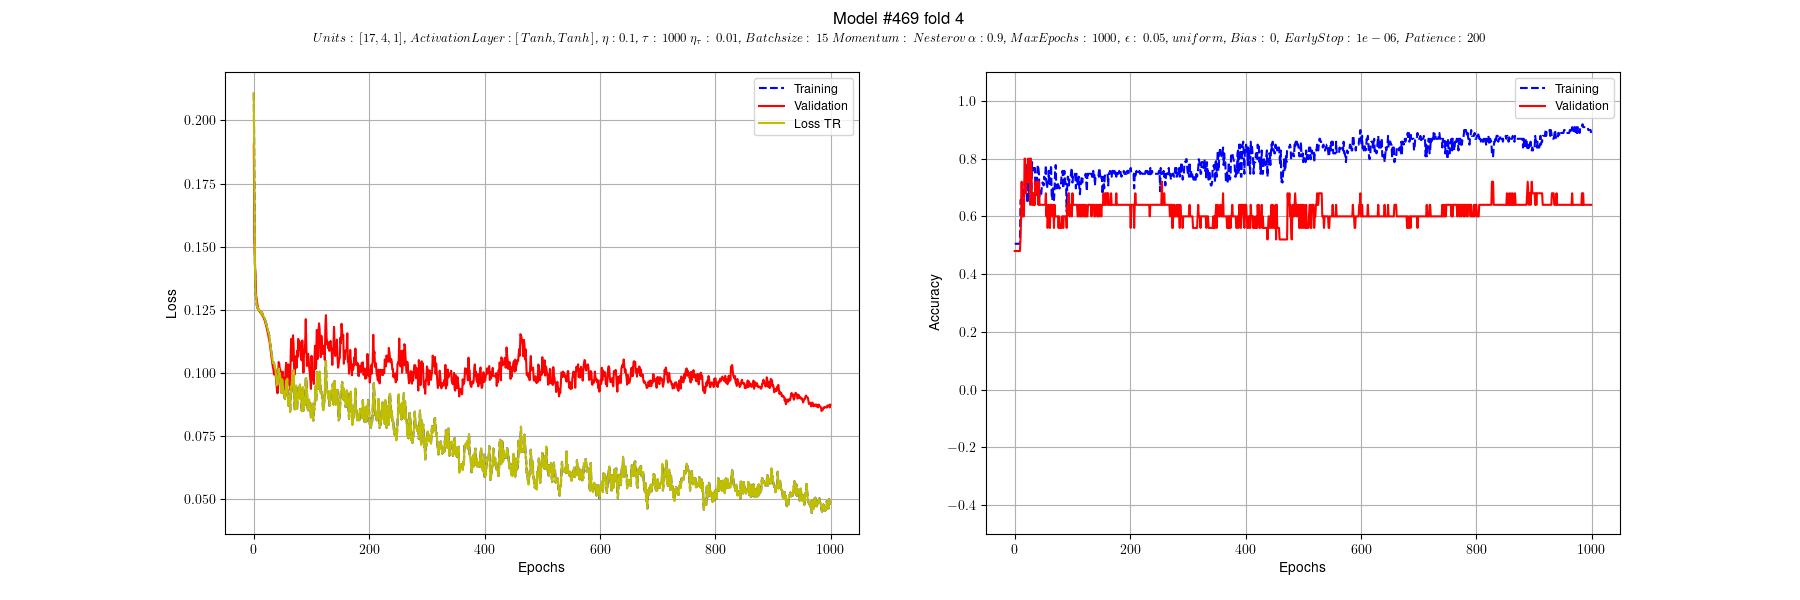 Model #469 fold 4
Units : [17, 4, 1], ActivationLayer : [Tanh, Tanh], η : 0.1, τ : 1000 η_τ : 0.01, Batchsize : 15 Momentum : Nesterov α : 0.9, MaxEpochs : 1000, ϵ : 0.05, uniform, Bias : 0, EarlyStop : 1e − 06, Patience : 200
Training
Validation
Loss TR
0.200
0.175
0.150
0.125
0.100
0.075
0.050
Loss
0
200
400
600
800
1000
Epochs
Training
Validation
1.0
0.8
0.6
0.4
0.2
0.0
−0.2
−0.4
Accuracy
0
200
400
600
800
1000
Epochs